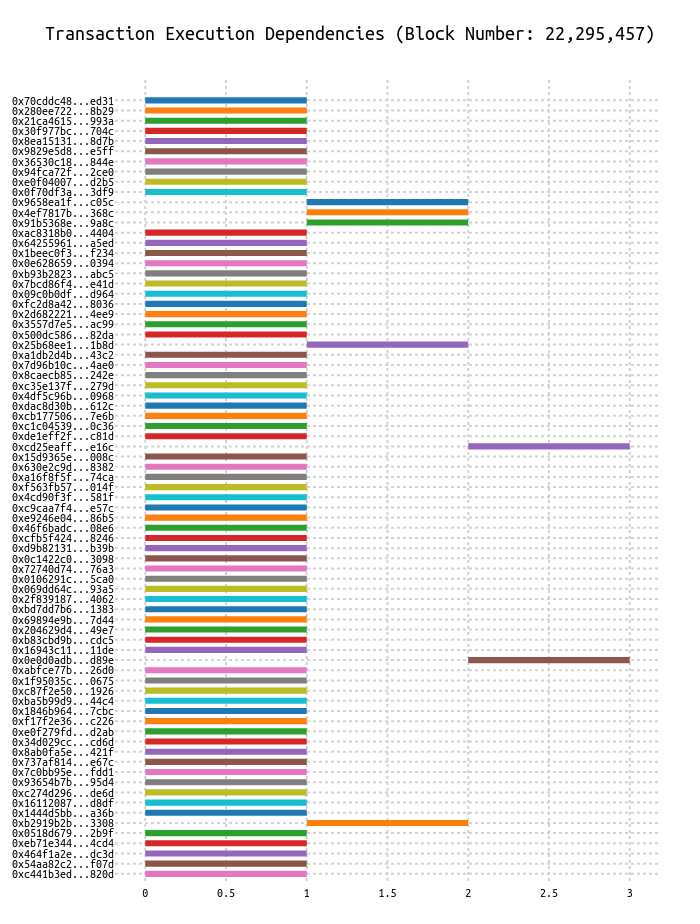 Transaction Execution Dependencies (Block Number: 22,295,457)
0x70cddc48...ed31
0x280ee722...8b29
0x21ca4615...993a
0x30f977bc...704c
0x8ea15131...8d7b
0x9829e5d8...e5ff
0x36530c18...844e
0x94fca72f...2ce0
0xe0f04007...d2b5
0x0f70df3a...3df9
0x9658ea1f...c05c
0x4ef7817b...368c
0x91b5368e...9a8c
0xac8318b0...4404
0x64255961...a5ed
0x1beec0f3...f234
0x0e628659...0394
0xb93b2823...abc5
0x7bcd86f4...e41d
0x09c0b0df...d964
0xfc2d8a42...8036
0x2d682221...4ee9
0x3557d7e5...ac99
0x500dc586...82da
0x25b68ee1...1b8d
0xa1db2d4b...43c2
0x7d96b10c...4ae0
0x8caecb85...242e
0xc35e137f...279d
0x4df5c96b...0968
0xdac8d30b...612c
0xcb177506...7e6b
0xc1c04539...0c36
0xde1eff2f...c81d
0xcd25eaff...e16c
0x15d9365e...008c
0x630e2c9d...8382
0xa16f8f5f...74ca
0xf563fb57...014f
0x4cd90f3f...581f
0xc9caa7f4...e57c
0xe9246e04...86b5
0x46f6badc...08e6
0xcfb5f424...8246
0xd9b82131...b39b
0x0c1422c0...3098
0x72740d74...76a3
0x0106291c...5ca0
0x069dd64c...93a5
0x2f839187...4062
0xbd7dd7b6...1383
0x69894e9b...7d44
0x204629d4...49e7
0xb83cbd9b...cdc5
0x16943c11...11de
0x0e0d0adb...d89e
0xabfce77b...26d0
0x1f95035c...0675
0xc87f2e50...1926
0xba5b99d9...44c4
0x1846b964...7cbc
0xf17f2e36...c226
0xe0f279fd...d2ab
0x34d029cc...cd6d
0x8ab0fa5e...421f
0x737af814...e67c
0x7c0bb95e...fdd1
0x93654b7b...95d4
0xc274d296...de6d
0x16112087...d8df
0x1444d5bb...a36b
0xb2919b2b...3308
0x0518d679...2b9f
0xeb71e344...4cd4
0x464f1a2e...dc3d
0x54aa82c2...f07d
0xc441b3ed...820d
0 0.5 1 1.5 2 2.5 3